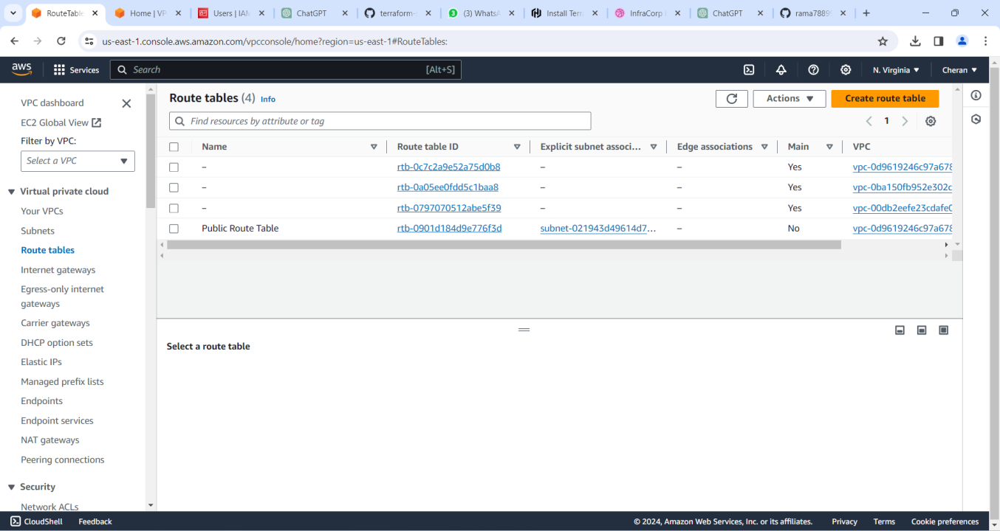 RouteTable
Home | VP
Users | IAM
ChatGPT
terraform-
(3) WhatsA
Install Terra
InfraCorp
ChatGPT
rama7889
us-east-1.console.aws.amazon.com/vpcconsole/home?region=us-east-1#RouteTables:
aws
Services
Search
[Alt+S]
N. Virginia
Cheran
VPC dashboard
EC2 Global View
Filter by VPC:
Select a VPC
Virtual private cloud
Your VPCs
Subnets
Route tables
Internet gateways
Egress-only internet
gateways
Carrier gateways
DHCP option sets
Elastic IPs
Managed prefix lists
Endpoints
Endpoint services
NAT gateways
Peering connections
Security
Network ACLs
Route tables (4) Info
Actions
Create route table
Find resources by attribute or tag
1
Name Route table ID Explicit subnet associ... Edge associations Main VPC
– rtb-0c7c2a9e52a75d0b8 – – Yes vpc-0d9619246c97a678
– rtb-0a05ee0fdd5c1baa8 – – Yes vpc-0ba150fb952e302c
– rtb-0797070512abe5f39 – – Yes vpc-00db2eefe23cdafe0
Public Route Table rtb-0901d184d9e776f3d subnet-021943d49614d7... – No vpc-0d9619246c97a678
Select a route table
CloudShell Feedback © 2024, Amazon Web Services, Inc. or its affiliates. Privacy Terms Cookie preferences